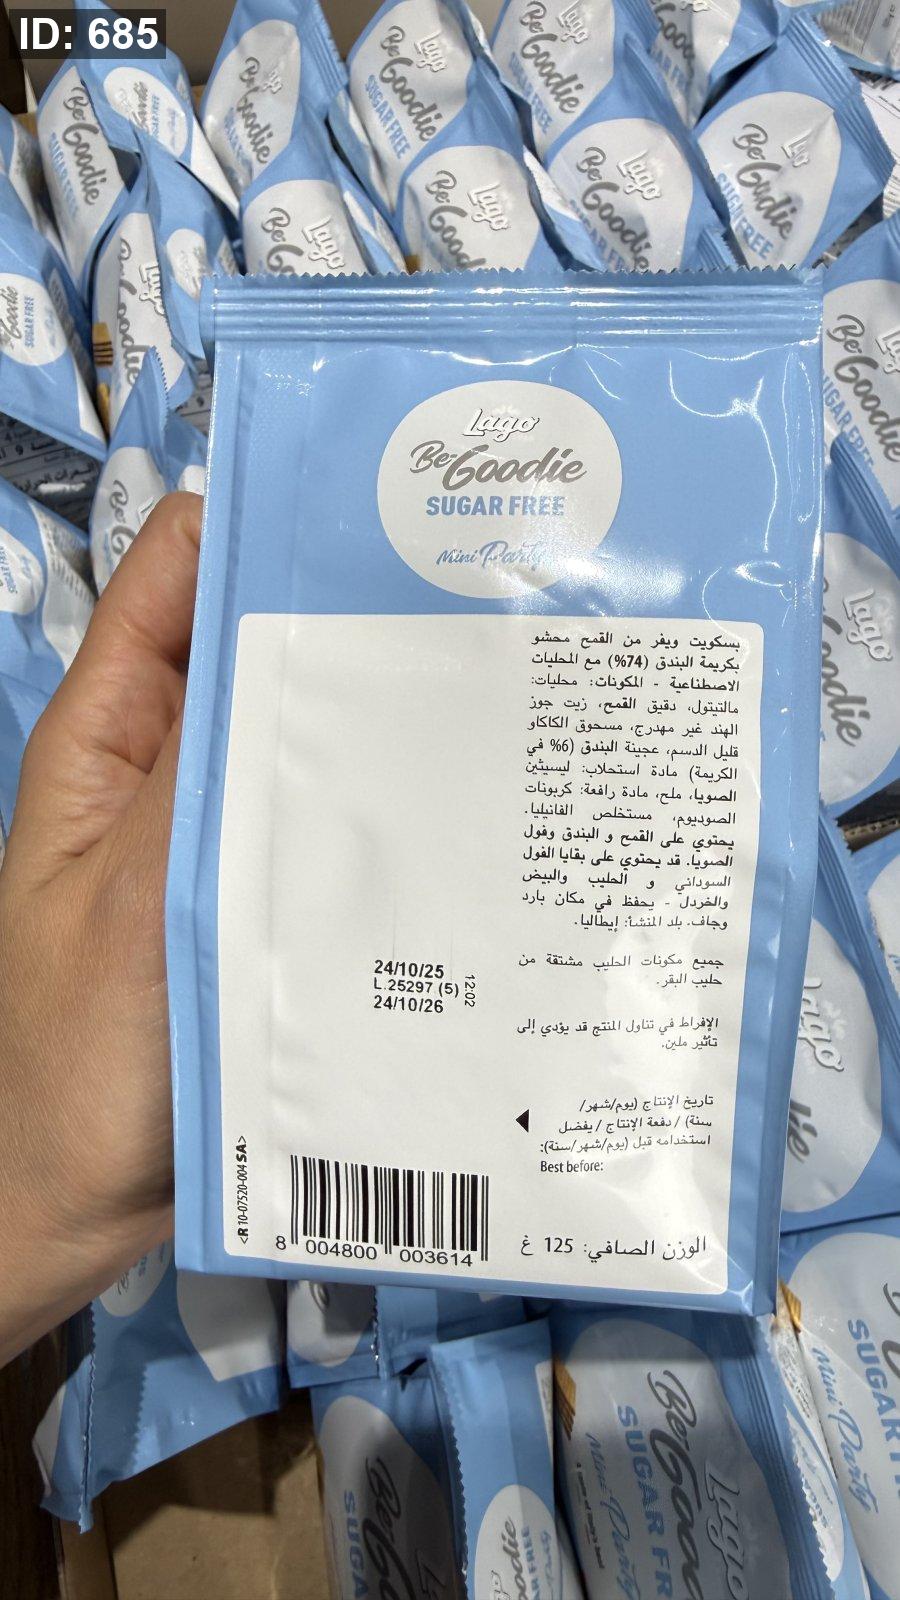 ID: 685
Lago
Be-Goodie
SUGAR FREE
Mini Party
بسكويت ويفر من القمح محشو
بكريمة البندق (74%) مع المحليات
الاصطناعية - المكونات: محليات:
مالتيتول، دقيق القمح، زيت جوز
الهند غير مهدرج، مسحوق الكاكاو
قليل الدسم، عجينة البندق (6% في
الكريمة) مادة استحلاب: ليسيثين
الصويا، ملح، مادة رافعة: كربونات
الصوديوم، مستخلص الفانيليا.
يحتوي على القمح و البندق وفول
الصويا. قد يحتوي على بقايا الفول
السوداني و الحليب والبيض
والخردل - يحفظ في مكان بارد
وجاف. بلد المنشأ: إيطاليا.
جميع مكونات الحليب مشتقة من
حليب البقر.
الإفراط في تناول المنتج قد يؤدي إلى
تأثير ملين.
24/10/25
L.25297 (5)
24/10/26
12:02
تاريخ الإنتاج (يوم/شهر/
سنة) / دفعة الإنتاج / يفضل
استخدامه قبل (يوم/شهر/سنة):
Best before:
<R 10-07520-004 SA>
8 004800 003614
الوزن الصافي: 125 غ